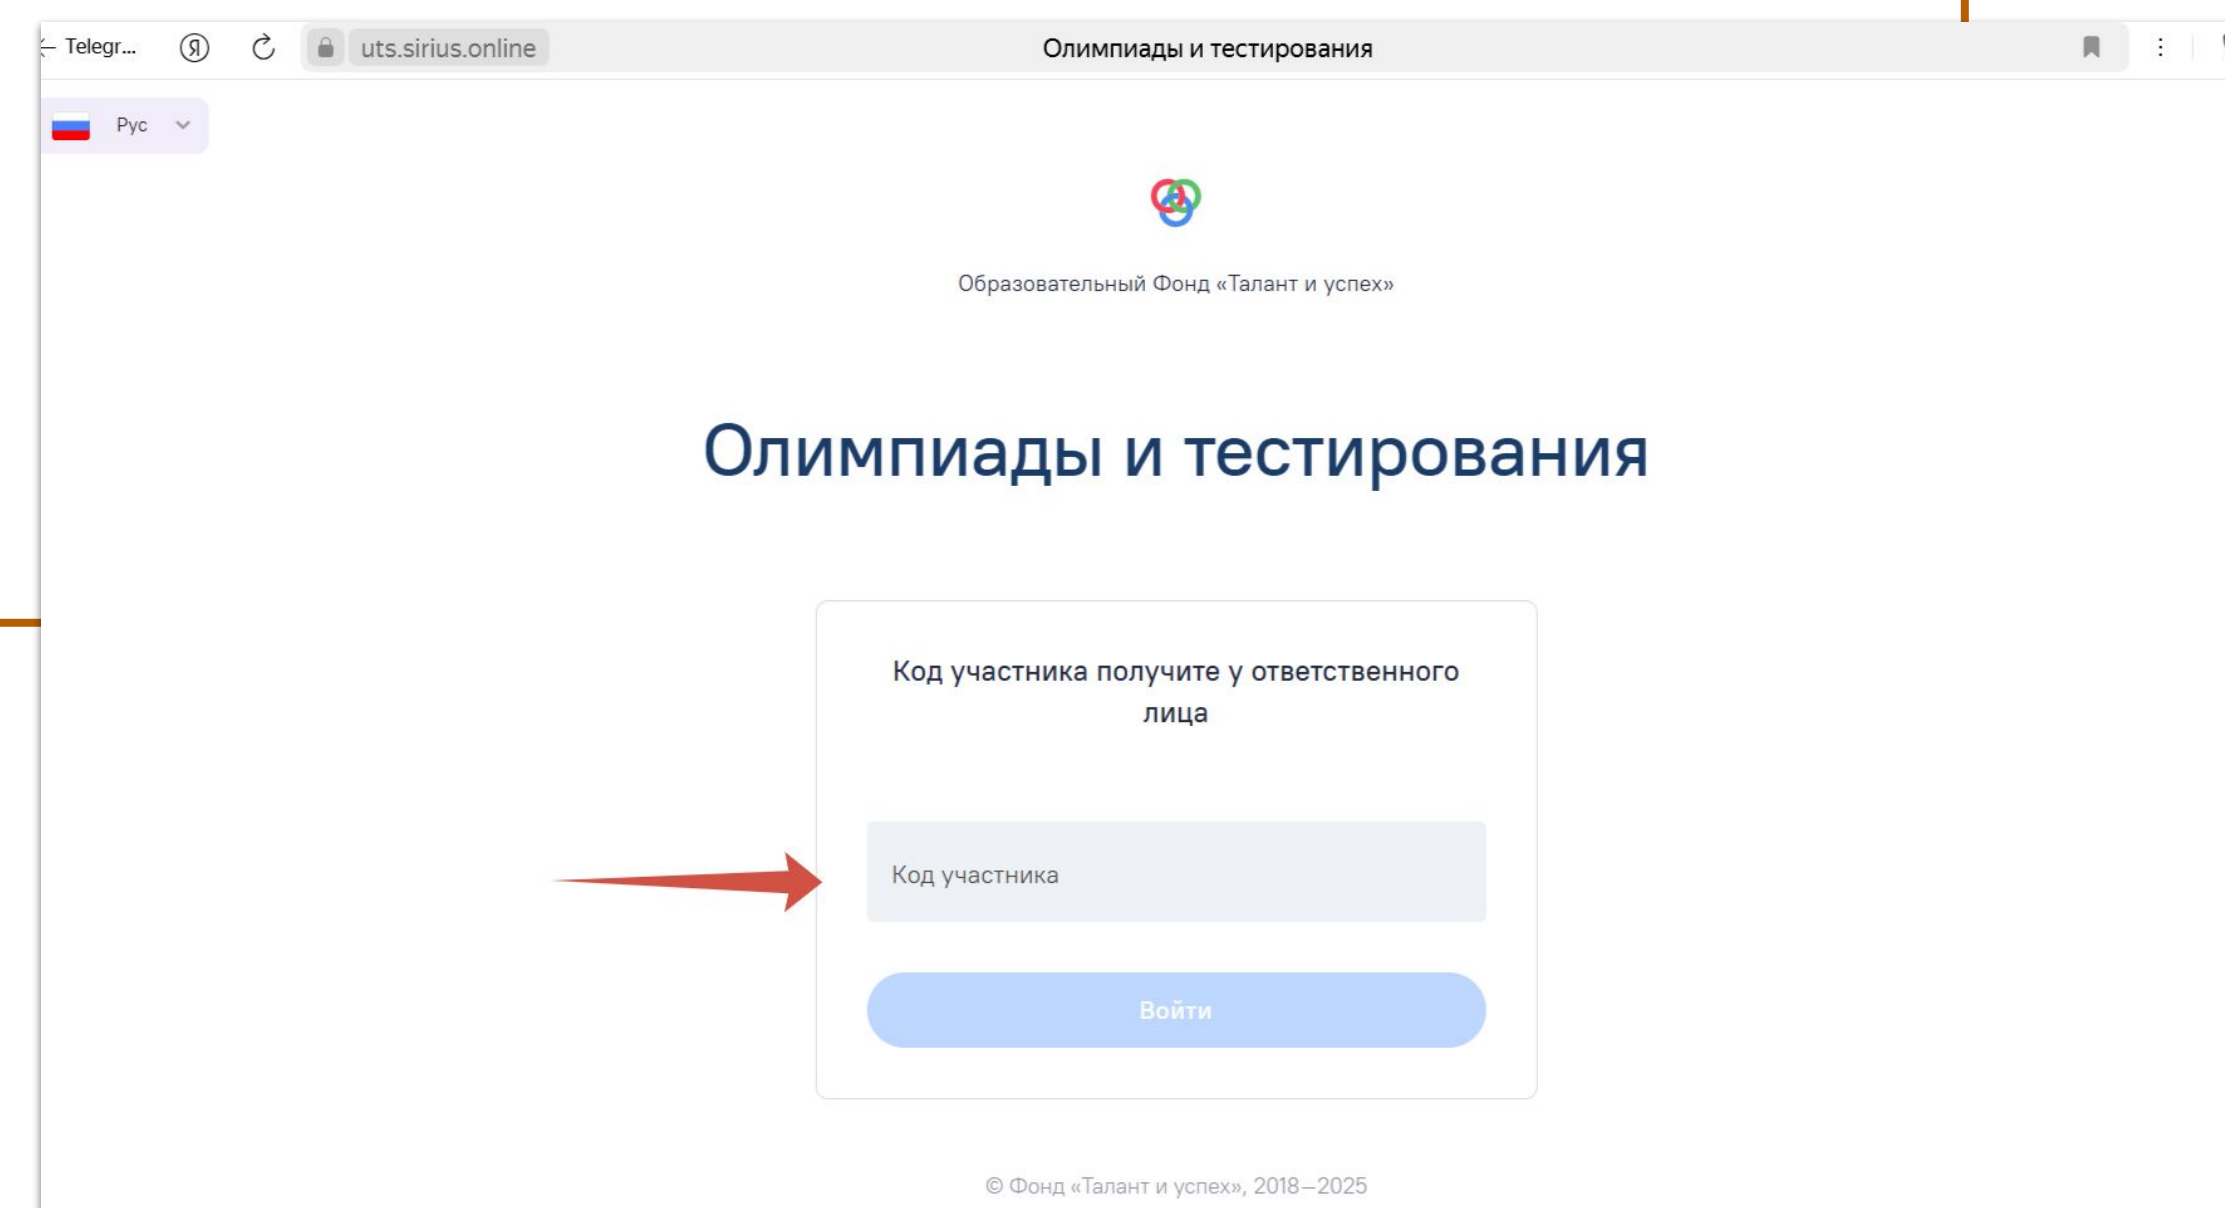 ← Telegr...
uts.sirius.online
Олимпиады и тестирования
Рус
Образовательный Фонд «Талант и успех»
Олимпиады и тестирования
Код участника получите у ответственного
лица
Код участника
Войти
© Фонд «Талант и успех», 2018—2025